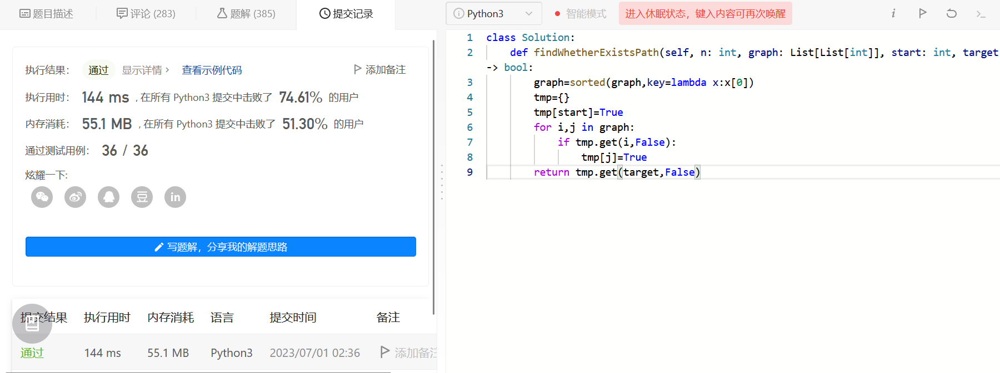 题目描述 评论 (283) 题解 (385) 提交记录
执行结果： 通过 显示详情 > 查看示例代码 添加备注
执行用时： 144 ms , 在所有 Python3 提交中击败了 74.61% 的用户
内存消耗： 55.1 MB , 在所有 Python3 提交中击败了 51.30% 的用户
通过测试用例： 36 / 36
炫耀一下:
豆 in
写题解，分享我的解题思路
提交结果 执行用时 内存消耗 语言 提交时间 备注
通过 144 ms 55.1 MB Python3 2023/07/01 02:36 添加备注
i Python3 智能模式 进入休眠状态，键入内容可再次唤醒 i >_
1 class Solution:
2 def findWhetherExistsPath(self, n: int, graph: List[List[int]], start: int, target
-> bool:
3 graph=sorted(graph,key=lambda x:x[0])
4 tmp={}
5 tmp[start]=True
6 for i,j in graph:
7 if tmp.get(i,False):
8 tmp[j]=True
9 return tmp.get(target,False)